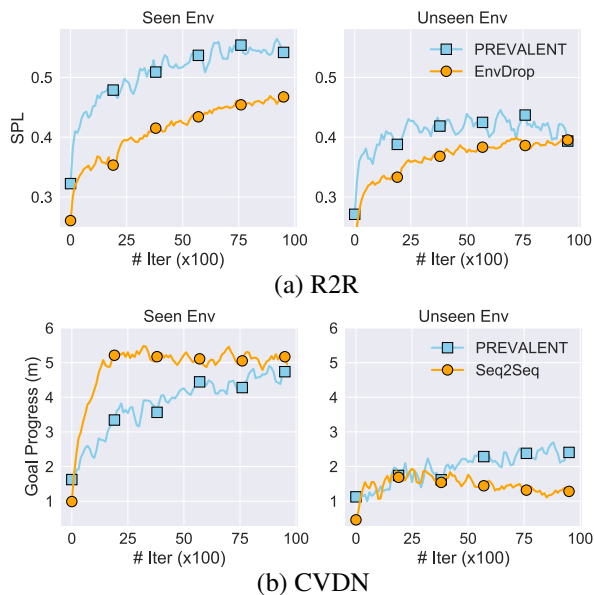 Seen Env
Unseen Env
PREVALENT
EnvDrop
SPL
0.5
0.4
0.3
0.5
0.4
0.3
0 25 50 75 100
0 25 50 75 100
# Iter (x100)
# Iter (x100)
(a) R2R
Seen Env
Unseen Env
PREVALENT
Seq2Seq
Goal Progress (m)
6
5
4
3
2
1
6
5
4
3
2
1
0 25 50 75 100
0 25 50 75 100
# Iter (x100)
# Iter (x100)
(b) CVDN